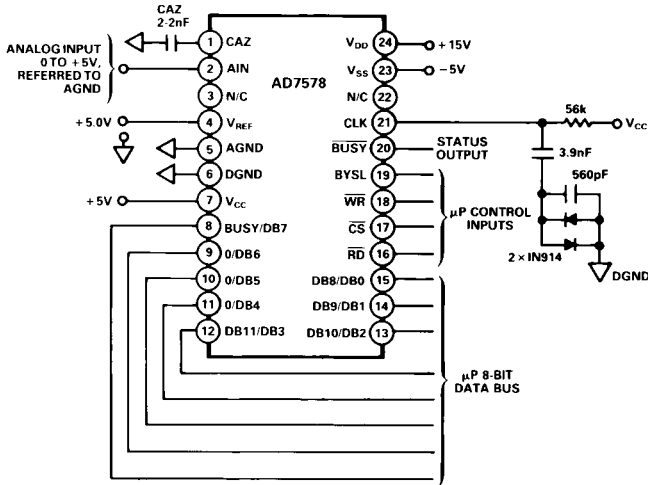 CAZ
2-2nF
ANALOG INPUT
0 TO +5V,
REFERRED TO
AGND
+5.0V
+5V
AD7578
1 CAZ
2 AIN
3 N/C
4 VREF
5 AGND
6 DGND
7 VCC
8 BUSY/DB7
9 0/DB6
10 0/DB5
11 0/DB4
12 DB11/DB3
VDD 24 +15V
VSS 23 −5V
N/C 22
CLK 21
BUSY 20 STATUS OUTPUT
BYSL 19
WR 18
CS 17
RD 16
DB8/DB0 15
DB9/DB1 14
DB10/DB2 13
µP CONTROL
INPUTS
µP 8-BIT
DATA BUS
56k
VCC
3.9nF
560pF
2 × IN914
DGND